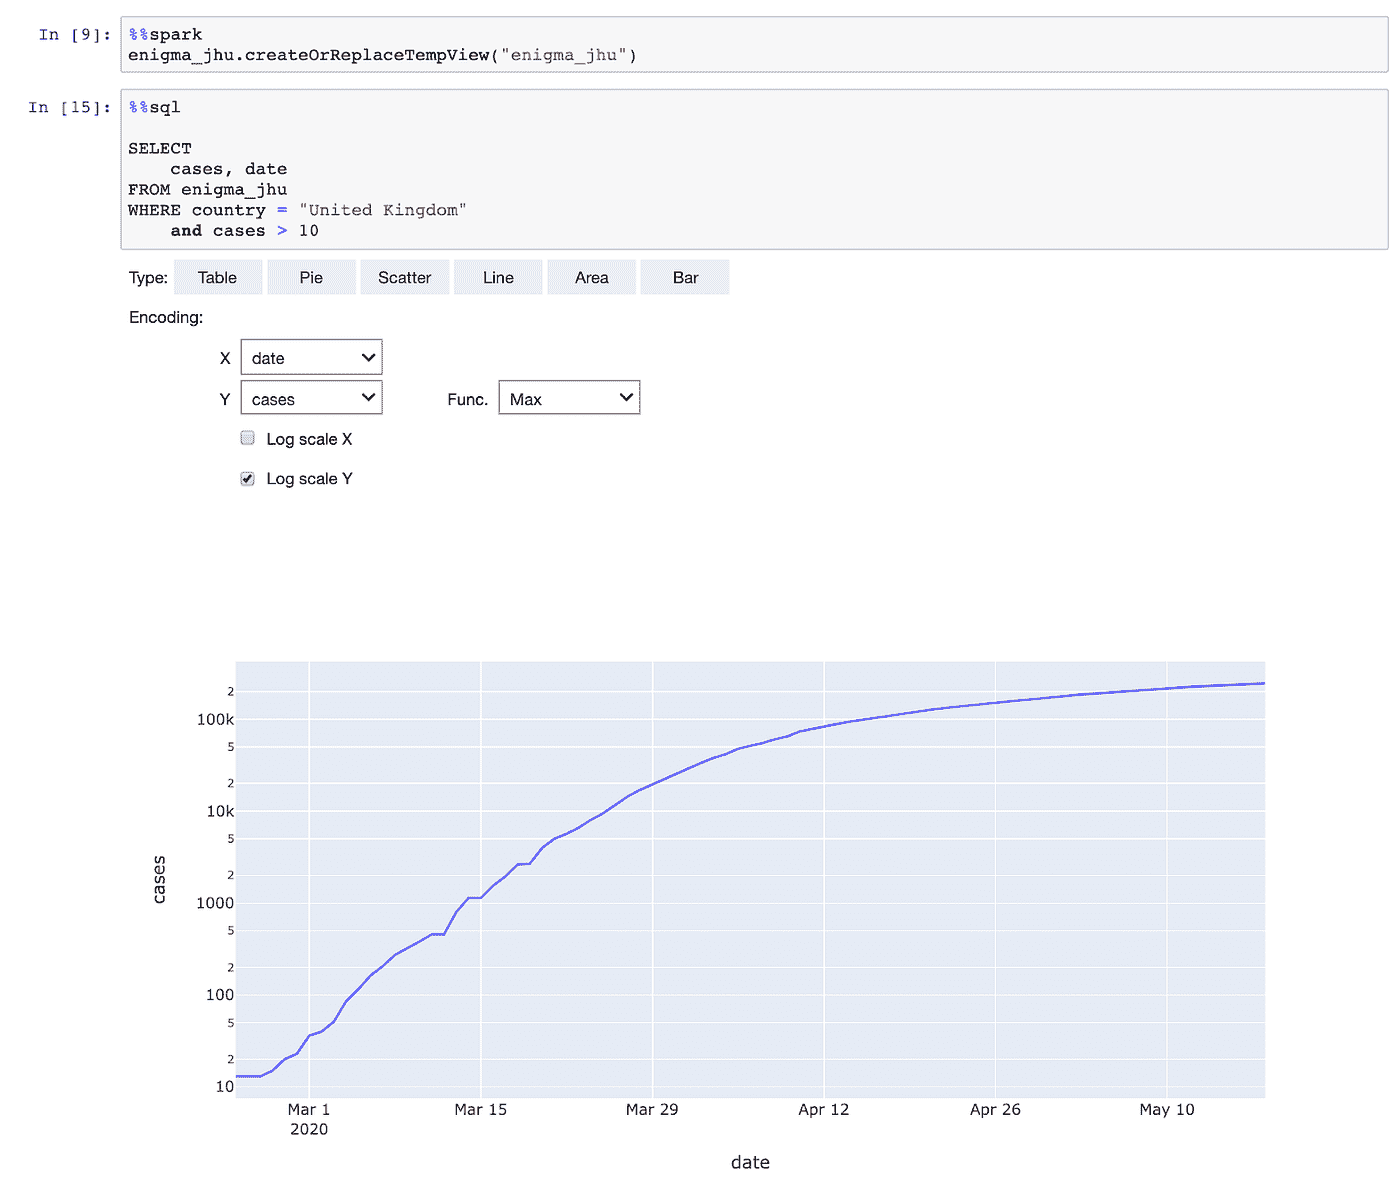 In [9]: %%spark
enigma_jhu.createOrReplaceTempView("enigma_jhu")
In [15]: %%sql
SELECT
cases, date
FROM enigma_jhu
WHERE country = "United Kingdom"
and cases > 10
Type: Table Pie Scatter Line Area Bar
Encoding:
X date
Y cases Func. Max
Log scale X
Log scale Y
2
100k
5
2
10k
5
2
1000
5
2
100
5
2
10
cases
Mar 1 Mar 15 Mar 29 Apr 12 Apr 26 May 10
2020
date